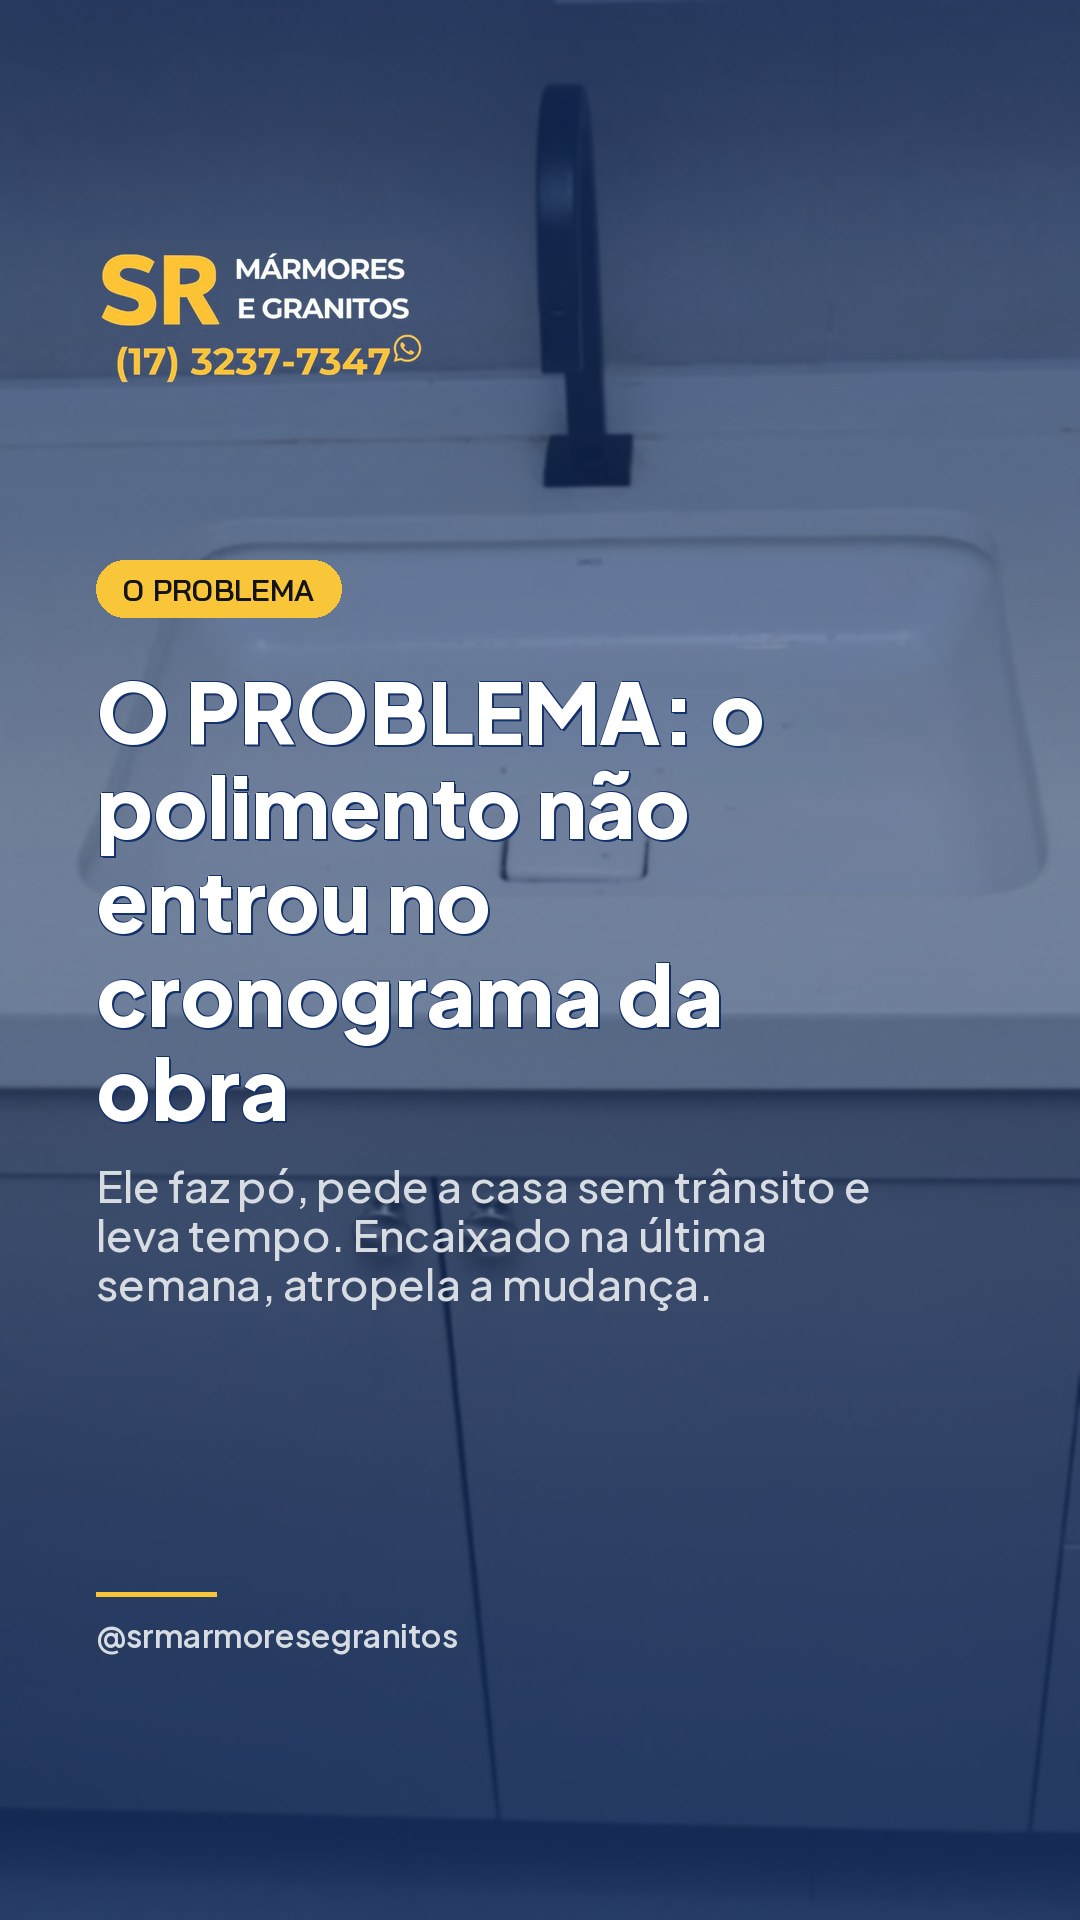 SR MÁRMORES
E GRANITOS
(17) 3237-7347
O PROBLEMA
O PROBLEMA: o
polimento não
entrou no
cronograma da
obra
Ele faz pó, pede a casa sem trânsito e
leva tempo. Encaixado na última
semana, atropela a mudança.
@srmarmoresegranitos